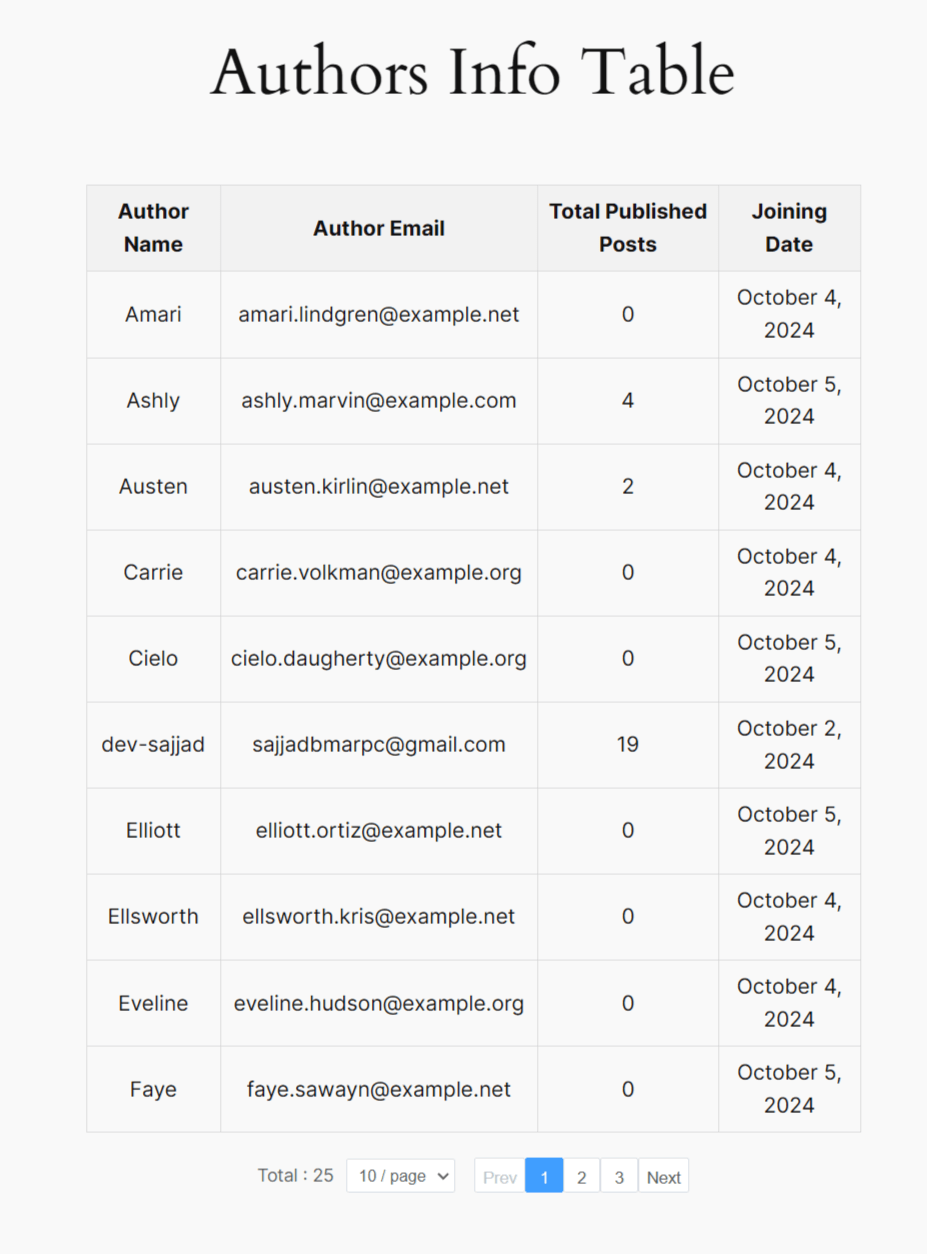 Authors Info Table
Author Name | Author Email | Total Published Posts | Joining Date
Amari | amari.lindgren@example.net | 0 | October 4, 2024
Ashly | ashly.marvin@example.com | 4 | October 5, 2024
Austen | austen.kirlin@example.net | 2 | October 4, 2024
Carrie | carrie.volkman@example.org | 0 | October 4, 2024
Cielo | cielo.daugherty@example.org | 0 | October 5, 2024
dev-sajjad | sajjadbmarpc@gmail.com | 19 | October 2, 2024
Elliott | elliott.ortiz@example.net | 0 | October 5, 2024
Ellsworth | ellsworth.kris@example.net | 0 | October 4, 2024
Eveline | eveline.hudson@example.org | 0 | October 4, 2024
Faye | faye.sawayn@example.net | 0 | October 5, 2024
Total : 25 10 / page Prev 1 2 3 Next